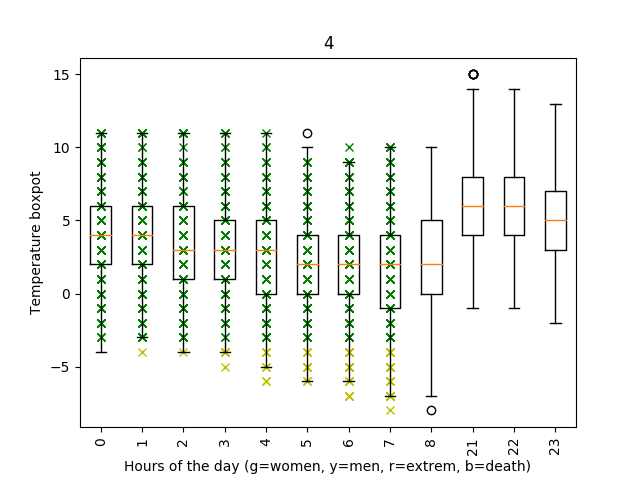 4
15
10
5
0
−5
Temperature boxpot
0 1 2 3 4 5 6 7 8 21 22 23
Hours of the day (g=women, y=men, r=extrem, b=death)